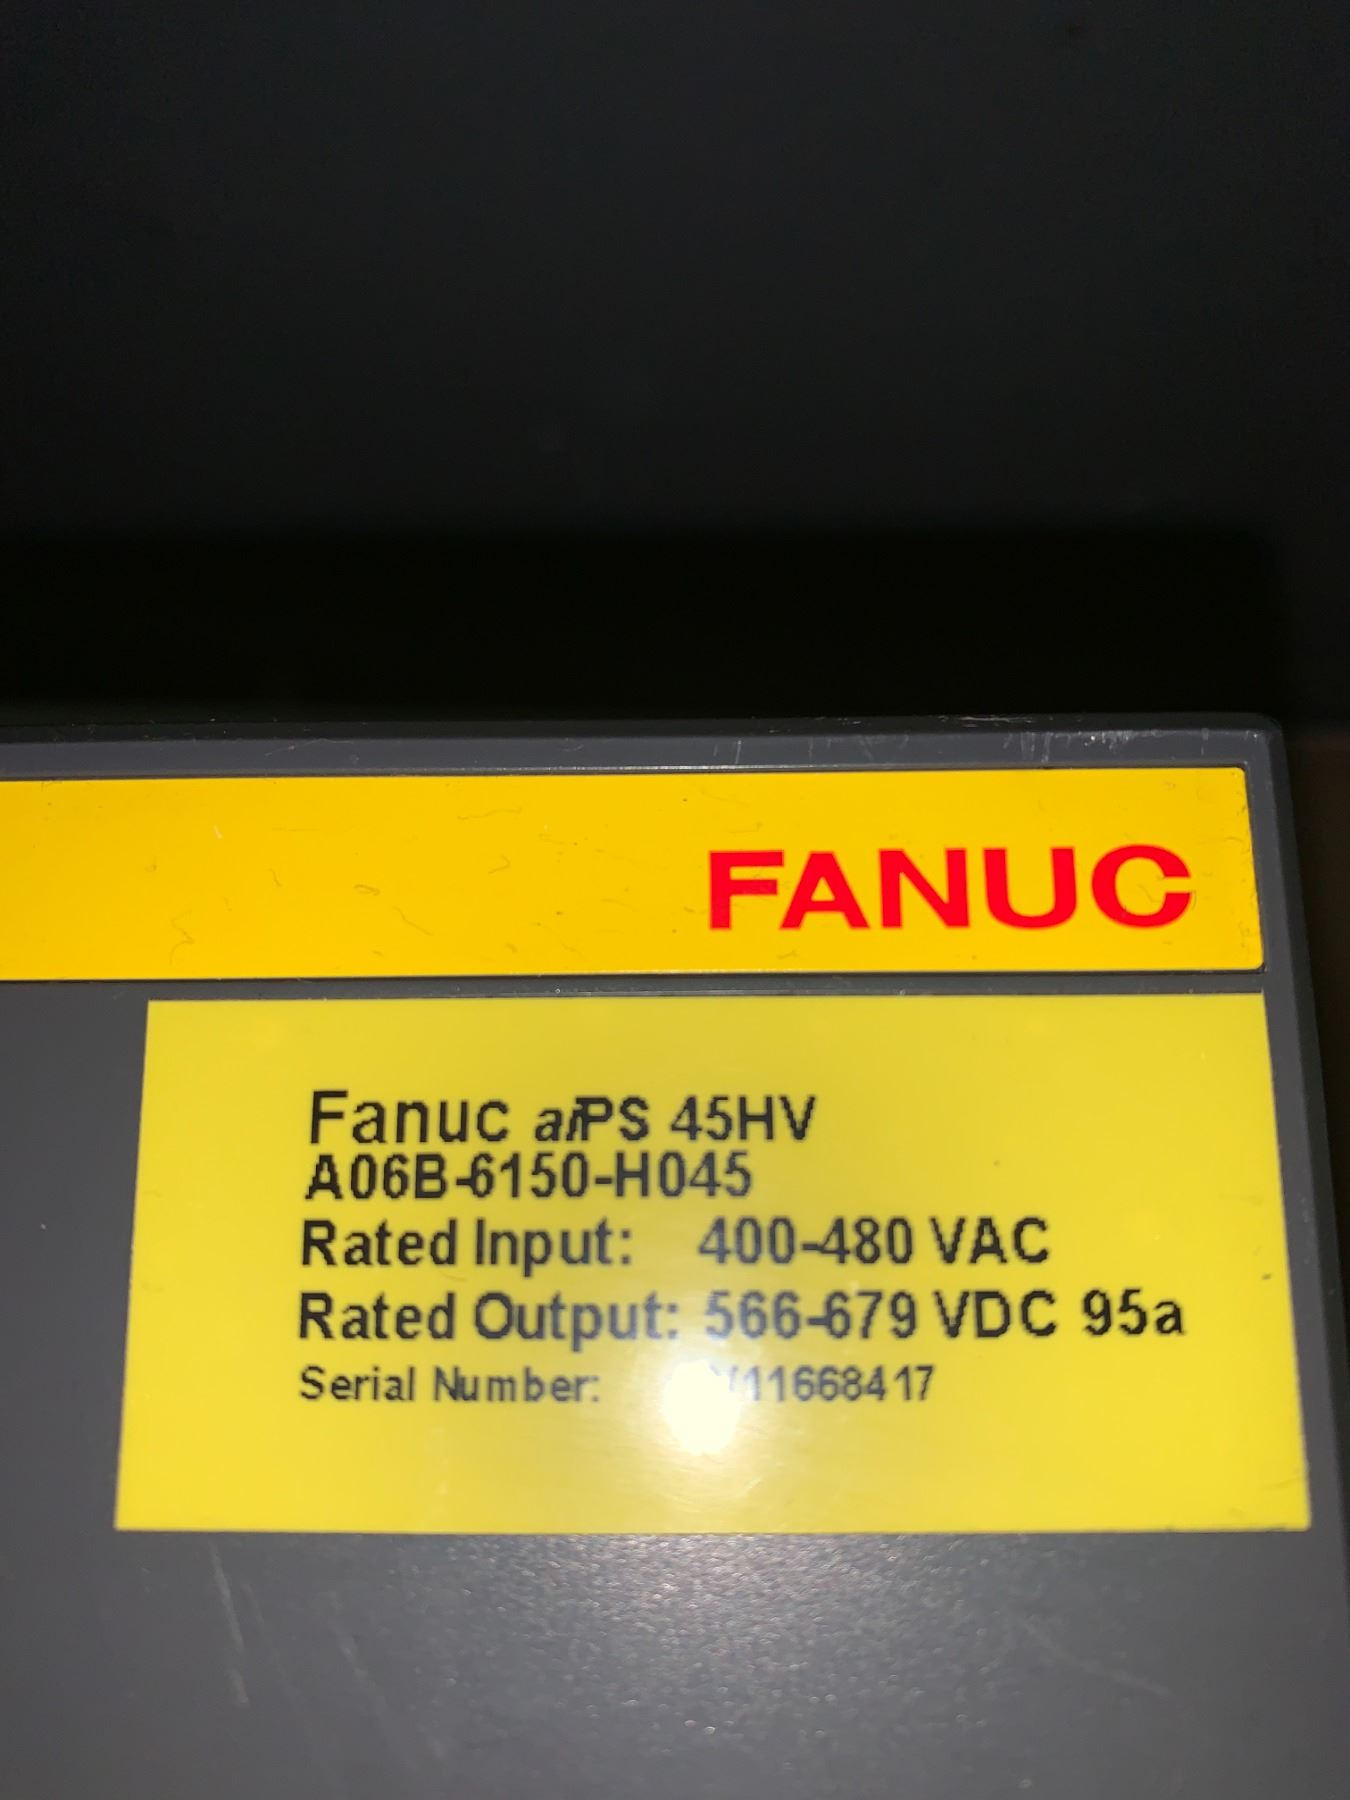 FANUC
Fanuc αiPS 45HV
A06B-6150-H045
Rated Input: 400-480 VAC
Rated Output: 566-679 VDC 95a
Serial Number: